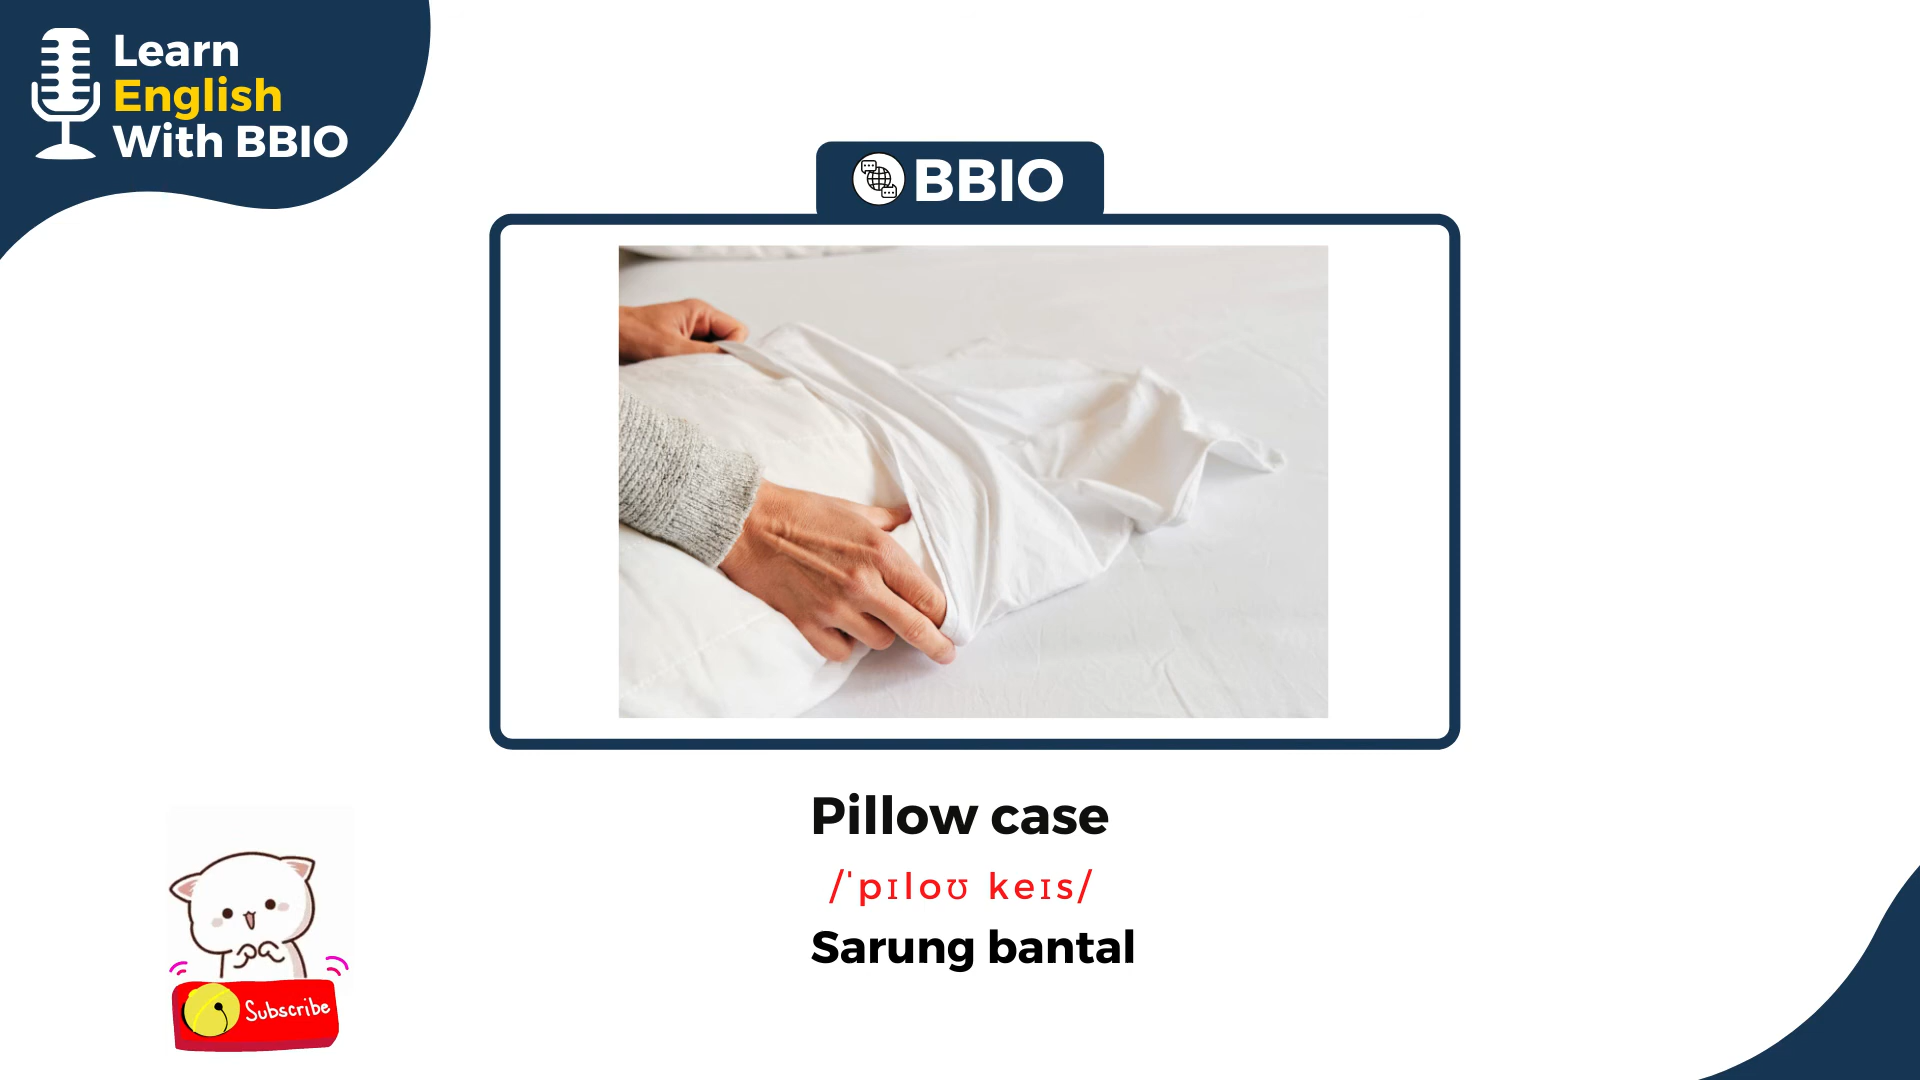 Learn
English
With BBIO
BBIO
Pillow case
/ˈpɪloʊ keɪs/
Sarung bantal
Subscribe